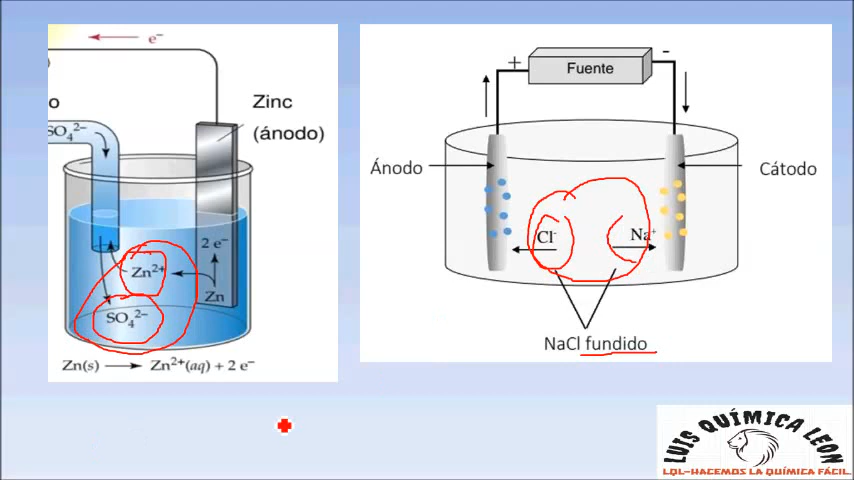 e⁻
o
SO₄²⁻
Zinc
(ánodo)
2 e⁻
Zn²⁺
Zn
SO₄²⁻
Zn(s) → Zn²⁺(aq) + 2 e⁻
+
-
Fuente
Ánodo
Cátodo
Cl⁻
Na⁺
NaCl fundido
LUIS QUÍMICA LEON
LQL-HACEMOS LA QUÍMICA FÁCIL